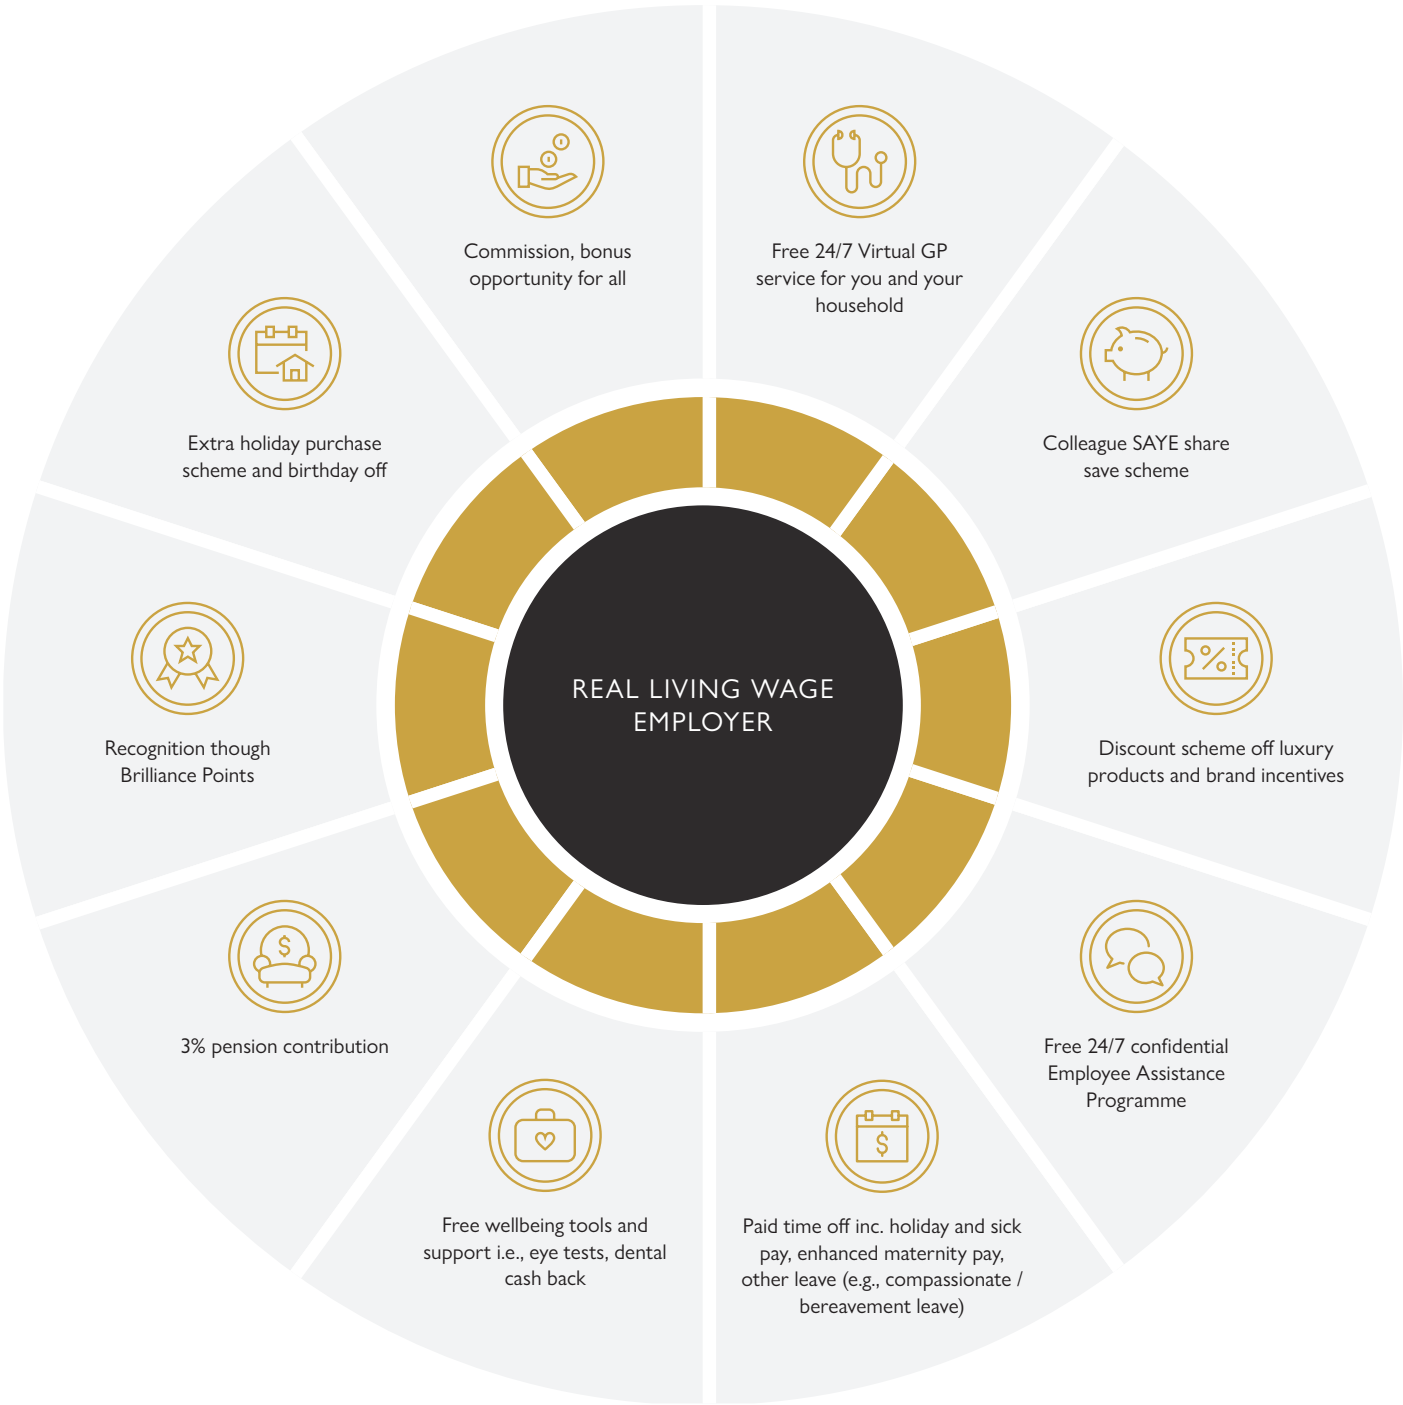 Commission, bonus
opportunity for all
Free 24/7 Virtual GP
service for you and your
household
Extra holiday purchase
scheme and birthday off
Colleague SAYE share
save scheme
REAL LIVING WAGE
EMPLOYER
Recognition though
Brilliance Points
Discount scheme off luxury
products and brand incentives
3% pension contribution
Free 24/7 confidential
Employee Assistance
Programme
Free wellbeing tools and
support i.e., eye tests, dental
cash back
Paid time off inc. holiday and sick
pay, enhanced maternity pay,
other leave (e.g., compassionate /
bereavement leave)